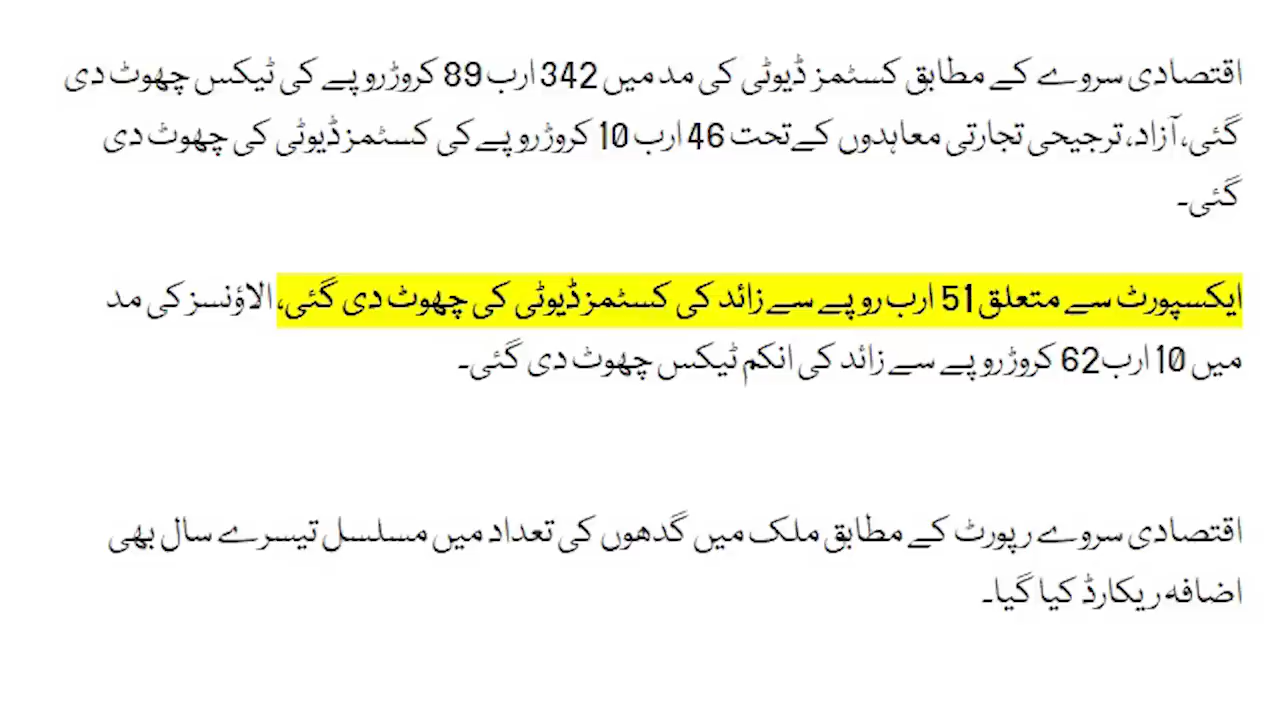 اقتصادی سروے کے مطابق کسٹمز ڈیوٹی کی مد میں 342 ارب 89 کروڑ روپے کی ٹیکس چھوٹ دی
گئی، آزاد، ترجیحی تجارتی معاہدوں کے تحت 46 ارب 10 کروڑ روپے کی کسٹمز ڈیوٹی کی چھوٹ دی
گئی۔
ایکسپورٹ سے متعلق 51 ارب روپے سے زائد کی کسٹمز ڈیوٹی کی چھوٹ دی گئی، الاؤنسز کی مد
میں 10 ارب 62 کروڑ روپے سے زائد کی انکم ٹیکس چھوٹ دی گئی۔
اقتصادی سروے رپورٹ کے مطابق ملک میں گدھوں کی تعداد میں مسلسل تیسرے سال بھی
اضافہ ریکارڈ کیا گیا۔